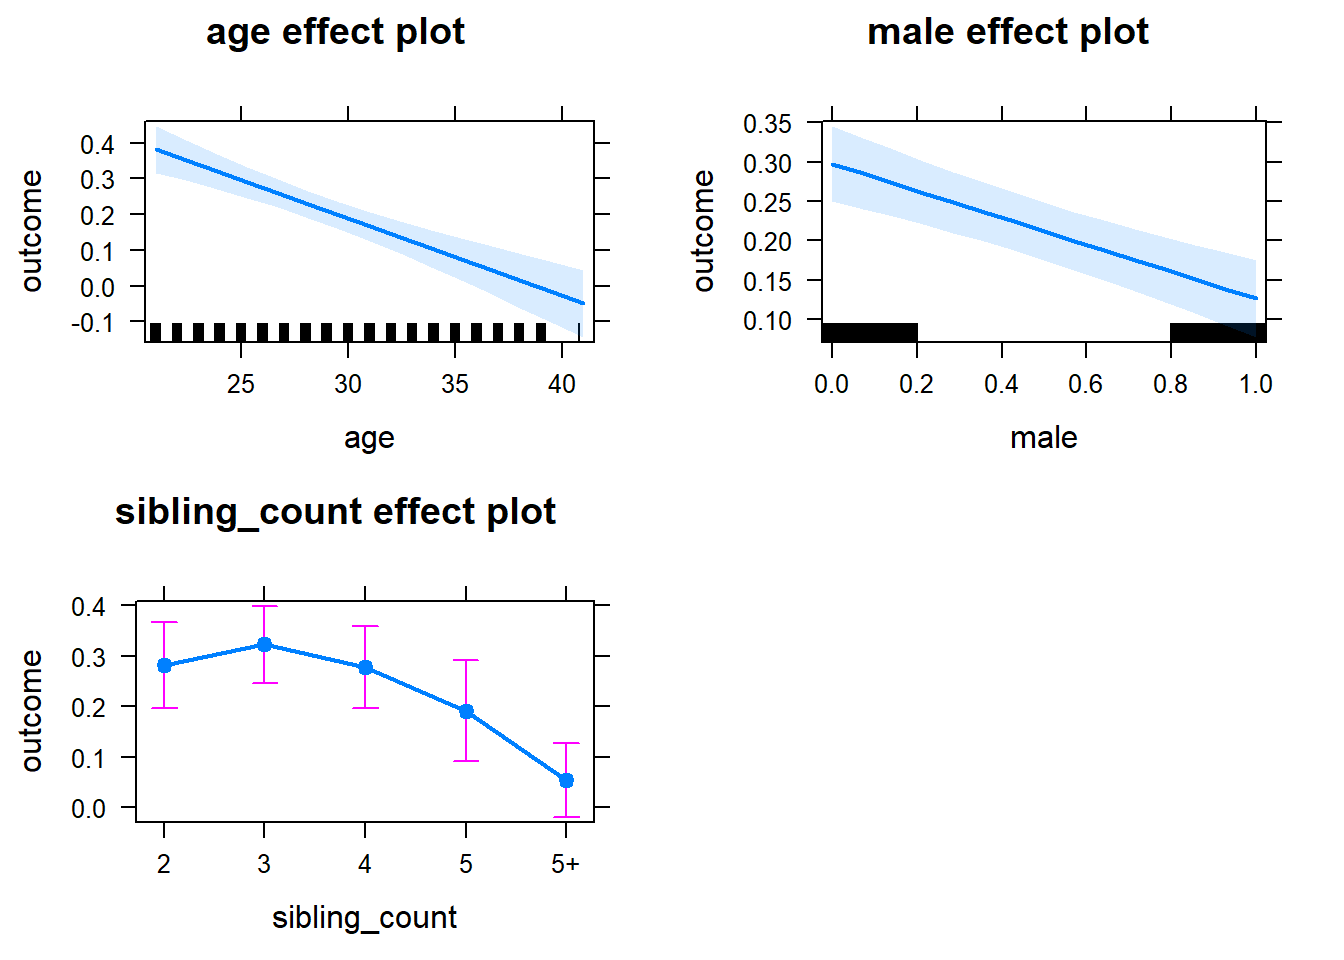 age effect plot
outcome
0.4
0.3
0.2
0.1
0.0
-0.1
25 30 35 40
age
male effect plot
outcome
0.35
0.30
0.25
0.20
0.15
0.10
0.0 0.2 0.4 0.6 0.8 1.0
male
sibling_count effect plot
outcome
0.4
0.3
0.2
0.1
0.0
2 3 4 5 5+
sibling_count